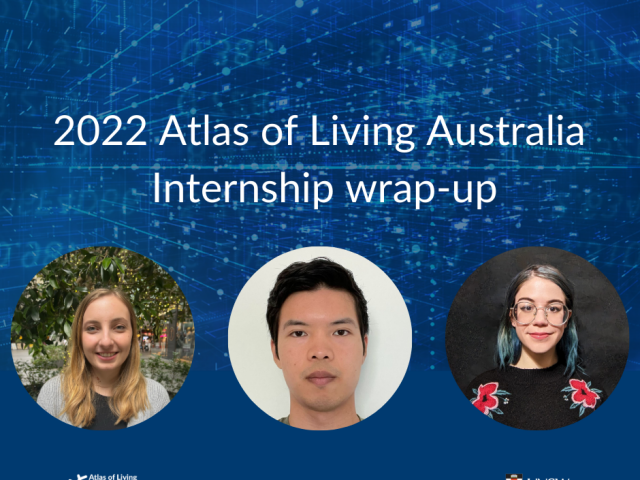 2022 Atlas of Living Australia
Internship wrap-up
Atlas of Living